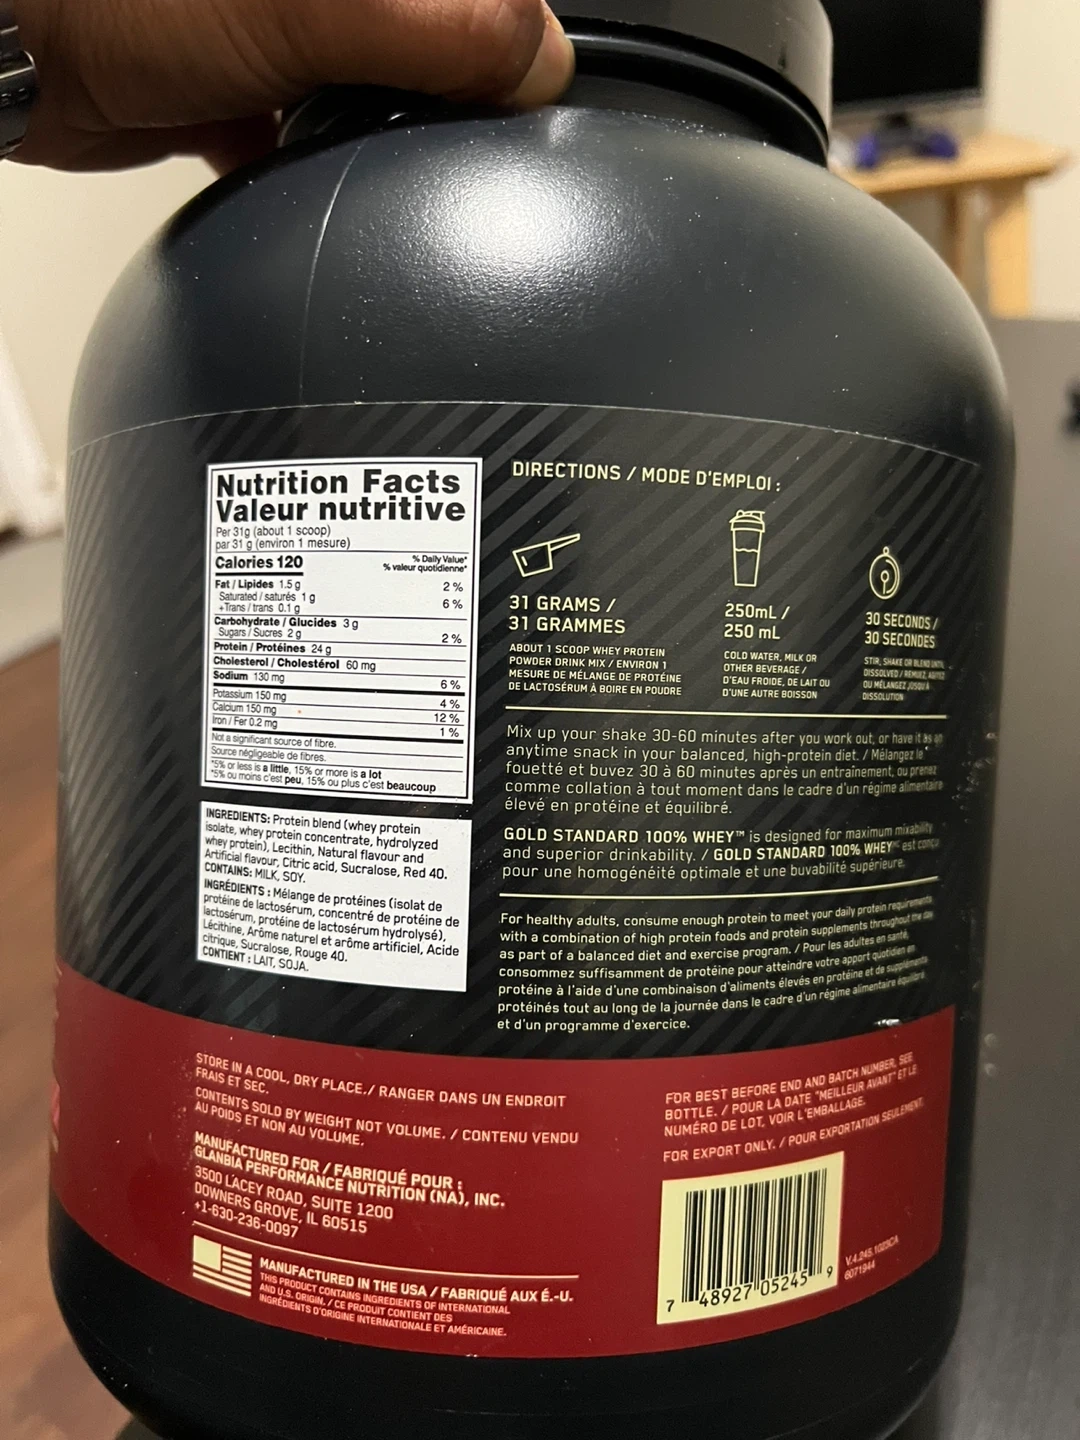 Nutrition Facts
Valeur nutritive
Per 31g (about 1 scoop)
par 31 g (environ 1 mesure)
Calories 120
% Daily Value*
% valeur quotidienne*
Fat / Lipides 1.5 g 2 %
Saturated / saturés 1 g
+Trans / trans 0.1 g 6 %
Carbohydrate / Glucides 3 g
Sugars / Sucres 2 g 2 %
Protein / Protéines 24 g
Cholesterol / Cholestérol 60 mg
Sodium 130 mg 6 %
Potassium 150 mg 4 %
Calcium 150 mg 12 %
Iron / Fer 0.2 mg 1 %
Not a significant source of fibre.
Source négligeable de fibres.
*5% or less is a little, 15% or more is a lot
*5% ou moins c'est peu, 15% ou plus c'est beaucoup
INGREDIENTS: Protein blend (whey protein
isolate, whey protein concentrate, hydrolyzed
whey protein), Lecithin, Natural flavour and
Artificial flavour, Citric acid, Sucralose, Red 40.
CONTAINS: MILK, SOY.
INGRÉDIENTS : Mélange de protéines (isolat de
protéine de lactosérum, concentré de protéine de
lactosérum, protéine de lactosérum hydrolysé),
Lécithine, Arôme naturel et arôme artificiel, Acide
citrique, Sucralose, Rouge 40.
CONTIENT : LAIT, SOJA.
DIRECTIONS / MODE D'EMPLOI :
31 GRAMS /
31 GRAMMES
ABOUT 1 SCOOP WHEY PROTEIN
POWDER DRINK MIX / ENVIRON 1
MESURE DE MÉLANGE DE PROTÉINE
DE LACTOSÉRUM À BOIRE EN POUDRE
250mL /
250 mL
COLD WATER, MILK OR
OTHER BEVERAGE /
D'EAU FROIDE, DE LAIT OU
D'UNE AUTRE BOISSON
30 SECONDS /
30 SECONDES
STIR, SHAKE OR BLEND UNTIL
DISSOLVED / REMUEZ, AGITEZ
OU MÉLANGEZ JUSQU'À
DISSOLUTION
Mix up your shake 30-60 minutes after you work out, or have it as an
anytime snack in your balanced, high-protein diet. / Mélangez le
fouetté et buvez 30 à 60 minutes après un entraînement, ou prenez
comme collation à tout moment dans le cadre d'un régime alimentaire
élevé en protéine et équilibré.
GOLD STANDARD 100% WHEY™ is designed for maximum mixability
and superior drinkability. / GOLD STANDARD 100% WHEY est conçu
pour une homogénéité optimale et une buvabilité supérieure.
For healthy adults, consume enough protein to meet your daily protein requirements
with a combination of high protein foods and protein supplements throughout the day
as part of a balanced diet and exercise program. / Pour les adultes en santé,
consommez suffisamment de protéine pour atteindre votre apport quotidien en
protéine à l'aide d'une combinaison d'aliments élevés en protéine et de suppléments
protéinés tout au long de la journée dans le cadre d'un régime alimentaire équilibré
et d'un programme d'exercice.
STORE IN A COOL, DRY PLACE./ RANGER DANS UN ENDROIT
FRAIS ET SEC.
CONTENTS SOLD BY WEIGHT NOT VOLUME. / CONTENU VENDU
AU POIDS ET NON AU VOLUME.
MANUFACTURED FOR / FABRIQUÉ POUR :
GLANBIA PERFORMANCE NUTRITION (NA), INC.
3500 LACEY ROAD, SUITE 1200
DOWNERS GROVE, IL 60515
+1-630-236-0097
MANUFACTURED IN THE USA / FABRIQUÉ AUX É.-U.
THIS PRODUCT CONTAINS INGREDIENTS OF INTERNATIONAL
AND U.S. ORIGIN. / CE PRODUIT CONTIENT DES
INGRÉDIENTS D'ORIGINE INTERNATIONALE ET AMÉRICAINE.
FOR BEST BEFORE END AND BATCH NUMBER, SEE
BOTTLE. / POUR LA DATE "MEILLEUR AVANT" ET LE
NUMÉRO DE LOT, VOIR L'EMBALLAGE.
FOR EXPORT ONLY. / POUR EXPORTATION SEULEMENT.
7 48927 05245 9
V.4.245.1023CA
6071944